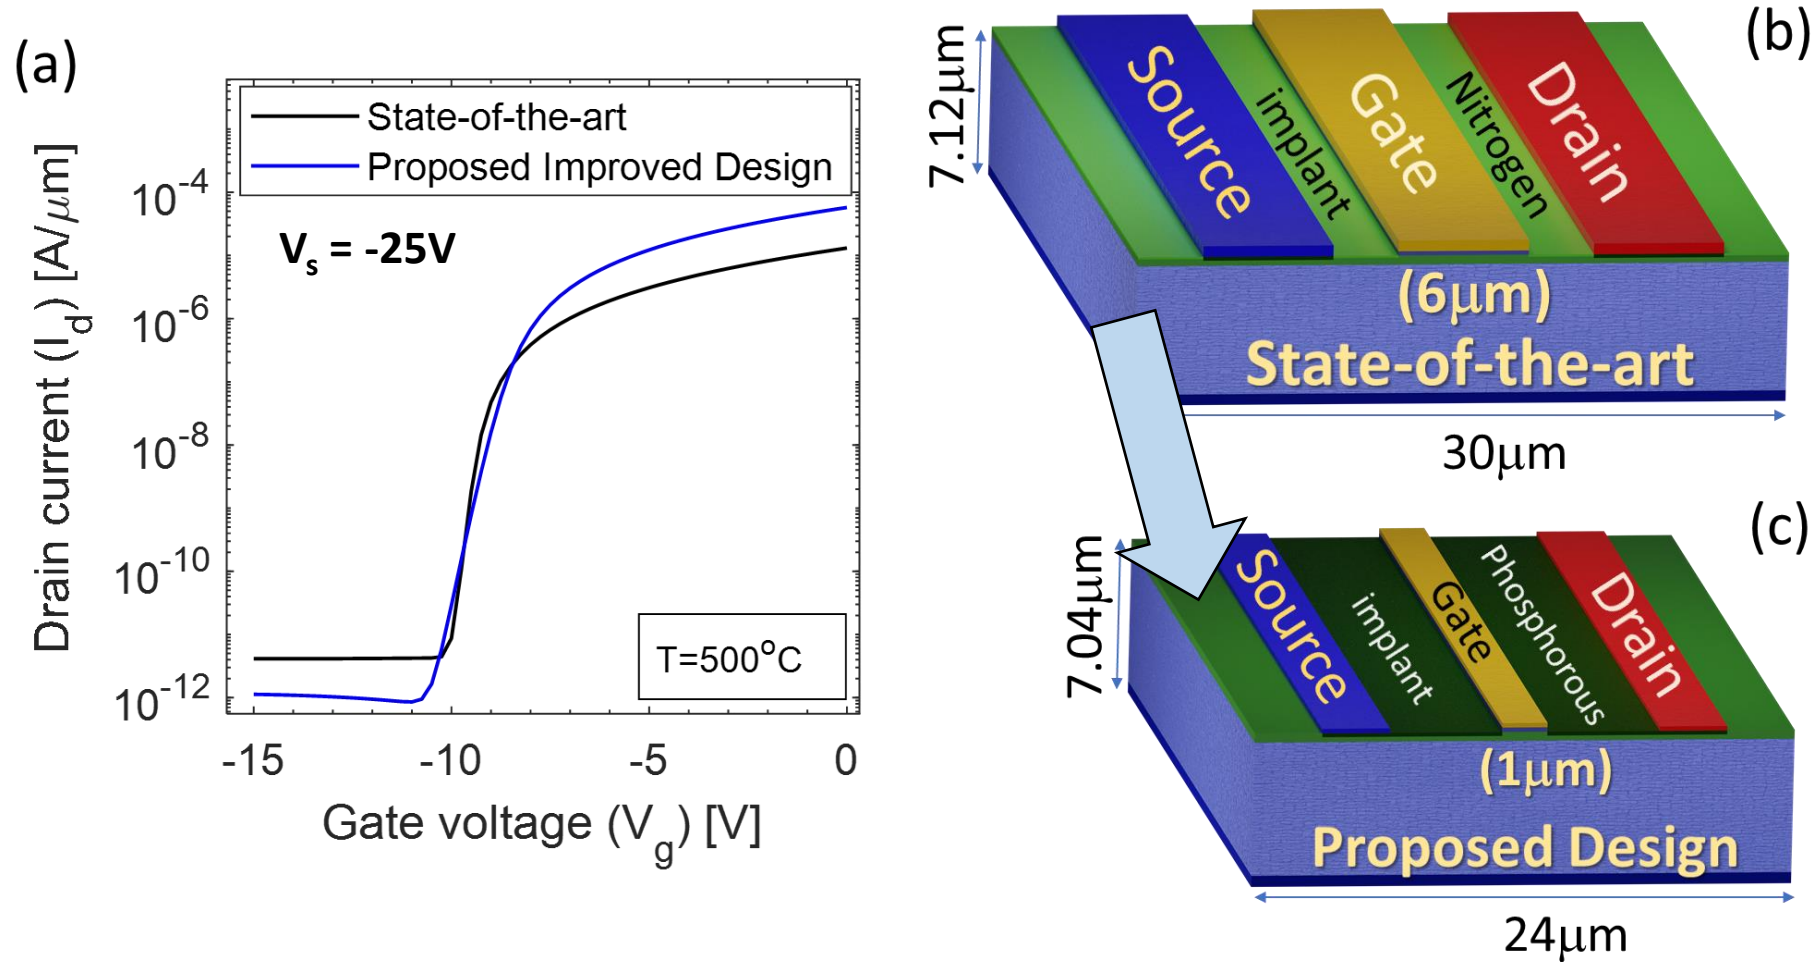 (a)
State-of-the-art
Proposed Improved Design
V_s = -25V
T=500°C
10^-4
10^-6
10^-8
10^-10
10^-12
-15
-10
-5
0
Drain current (I_d) [A/μm]
Gate voltage (V_g) [V]
(b)
7.12μm
Source
implant
Gate
Nitrogen
Drain
(6μm)
State-of-the-art
30μm
(c)
7.04μm
Source
implant
Gate
Phosphorous
Drain
(1μm)
Proposed Design
24μm